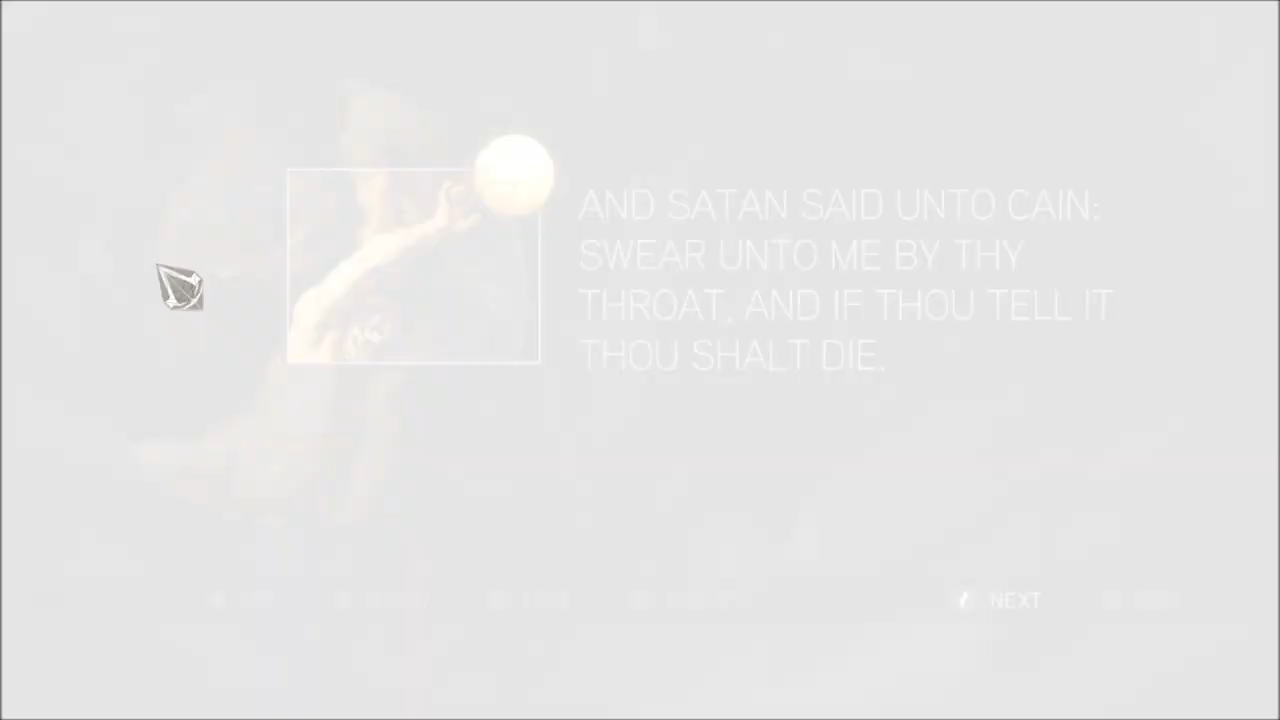 AND SATAN SAID UNTO CAIN:
SWEAR UNTO ME BY THY
THROAT, AND IF THOU TELL IT
THOU SHALT DIE.
NEXT